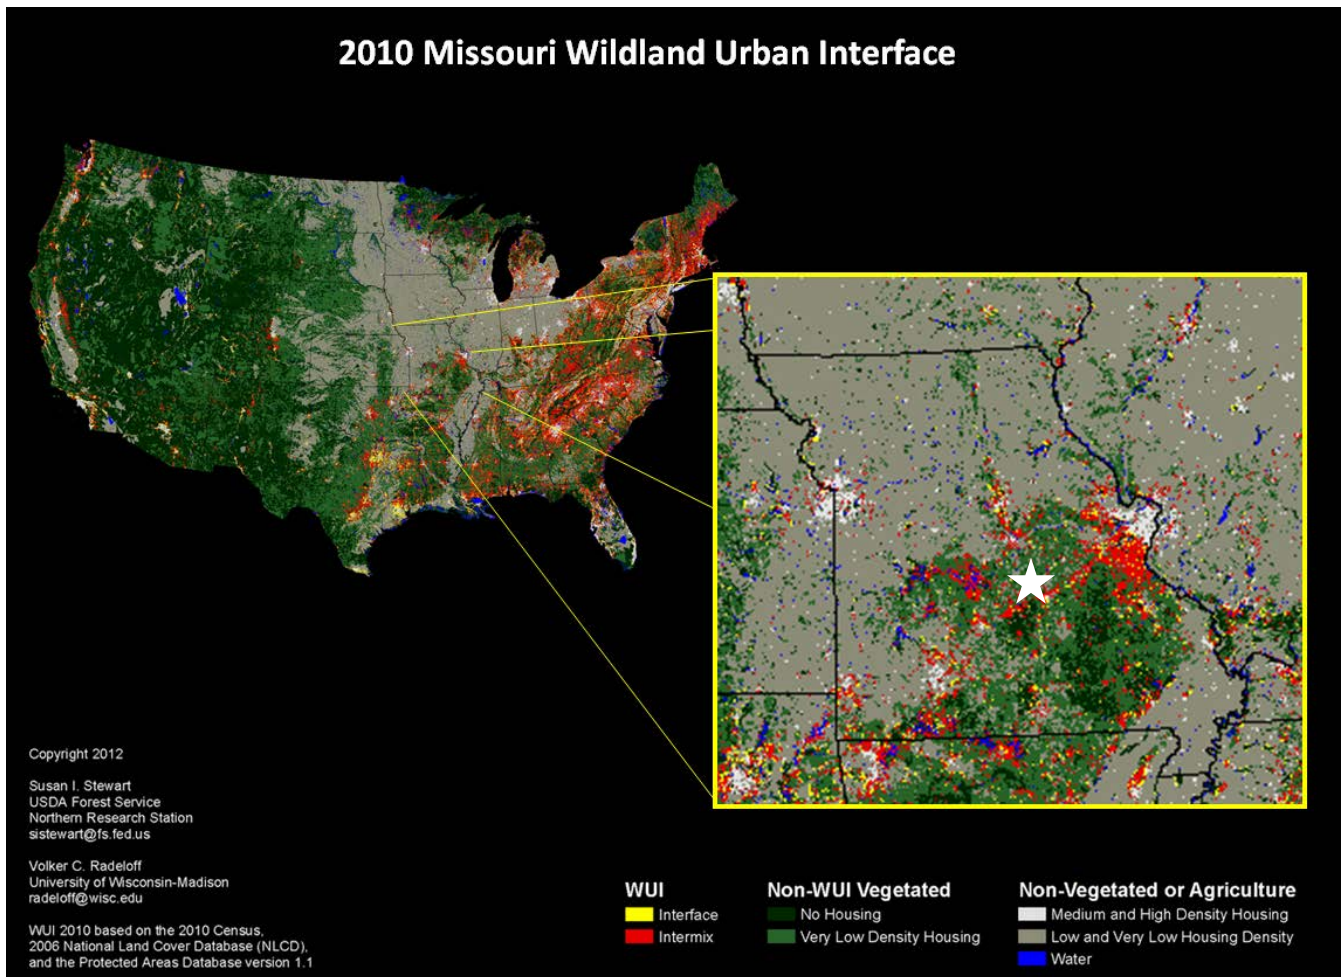 2010 Missouri Wildland Urban Interface
Copyright 2012
Susan I. Stewart
USDA Forest Service
Northern Research Station
sistewart@fs.fed.us
Volker C. Radeloff
University of Wisconsin-Madison
radeloff@wisc.edu
WUI 2010 based on the 2010 Census,
2006 National Land Cover Database (NLCD),
and the Protected Areas Database version 1.1
WUI
Interface
Intermix
Non-WUI Vegetated
No Housing
Very Low Density Housing
Non-Vegetated or Agriculture
Medium and High Density Housing
Low and Very Low Housing Density
Water